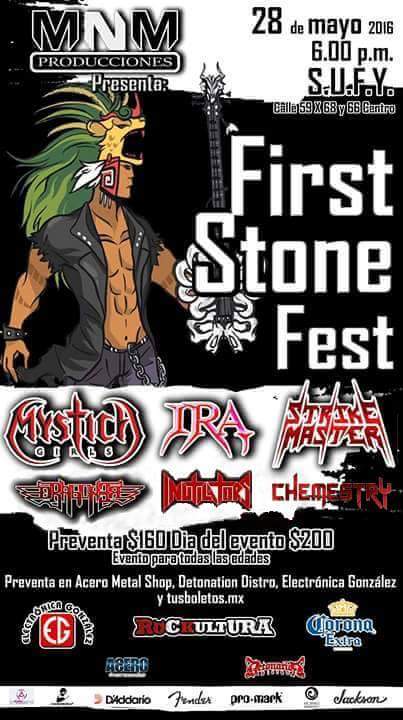 MNM
PRODUCCIONES
Presenta:
28 de mayo 2016
6.00 p.m.
S.U.F.Y.
Calle 59 X 68 y 66 Centro
First
Stone
Fest
MYSTICA
GIRLS
IRA
STRIKE
MASTER
CHEMESTRY
Preventa $160 Dia del evento $200
Evento para todas las edades
Preventa en Acero Metal Shop, Detonation Distro, Electrónica González
y tusboletos.mx
ELECTRÓNICA GONZÁLEZ
EG
ROCKULTURA
Corona
Extra
ACERO
D'Addario
Fender
pro·mark
Jackson